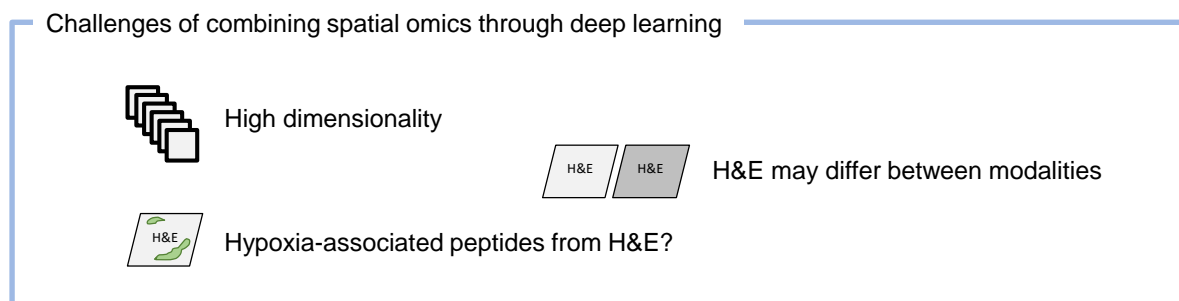 Challenges of combining spatial omics through deep learning
High dimensionality
H&E
H&E
H&E may differ between modalities
H&E
Hypoxia-associated peptides from H&E?